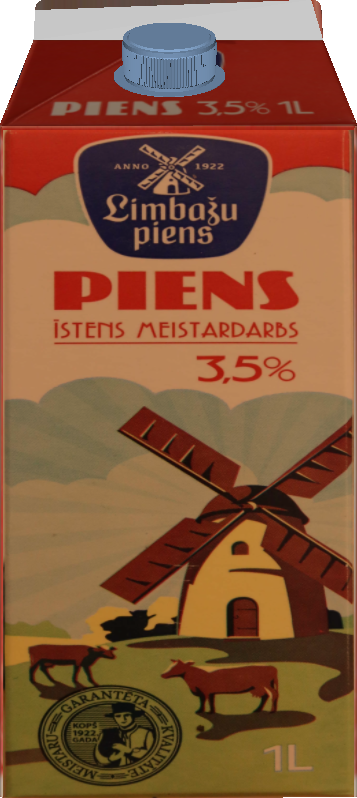 PIENS 3,5% 1L
ANNO 1922
Limbažu
piens
PIENS
ĪSTENS MEISTARDARBS
3,5%
GARANTĒTA
KVALITĀTE
MEISTARU
KOPŠ
1922.
GADA
1L